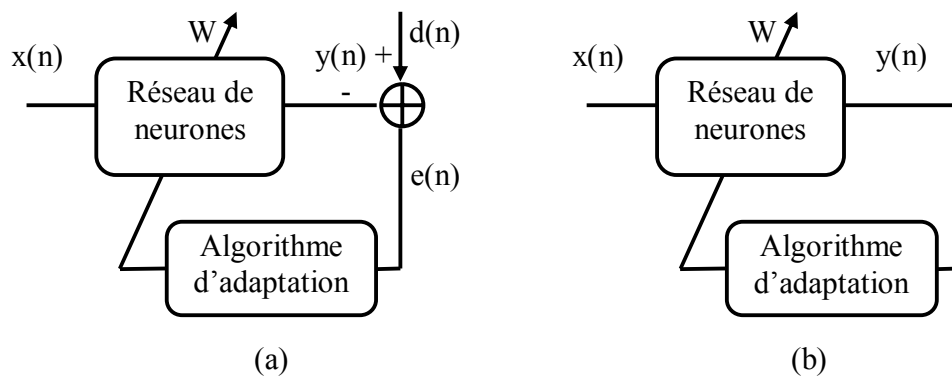 W
d(n)
x(n)
y(n) +
-
Réseau de
neurones
e(n)
Algorithme
d’adaptation
(a)
W
x(n)
y(n)
Réseau de
neurones
Algorithme
d’adaptation
(b)